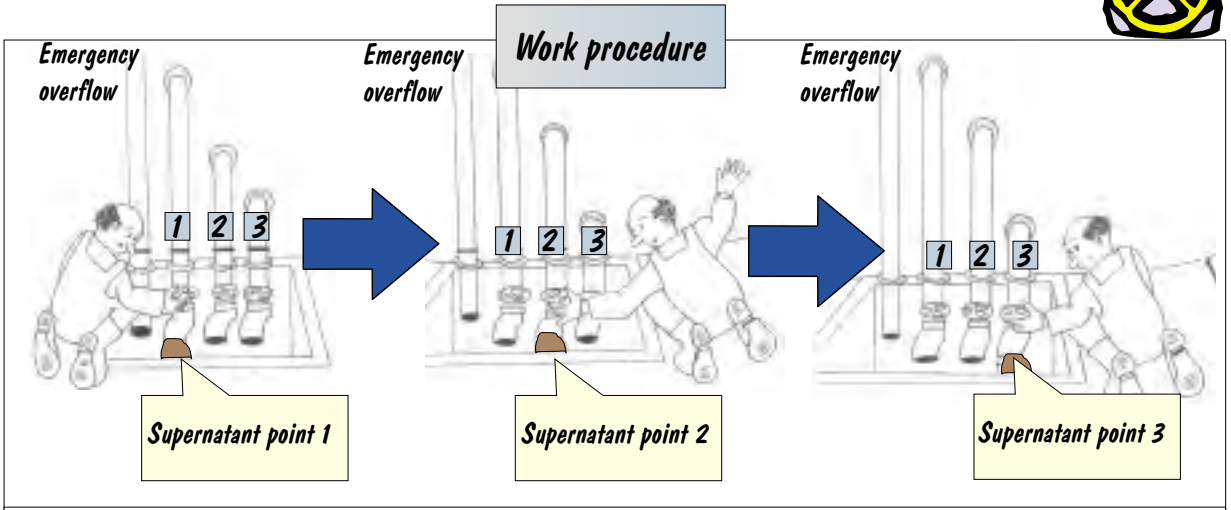 Work procedure
Emergency
overflow
1
2
3
Supernatant point 1
Emergency
overflow
1
2
3
Supernatant point 2
Emergency
overflow
1
2
3
Supernatant point 3